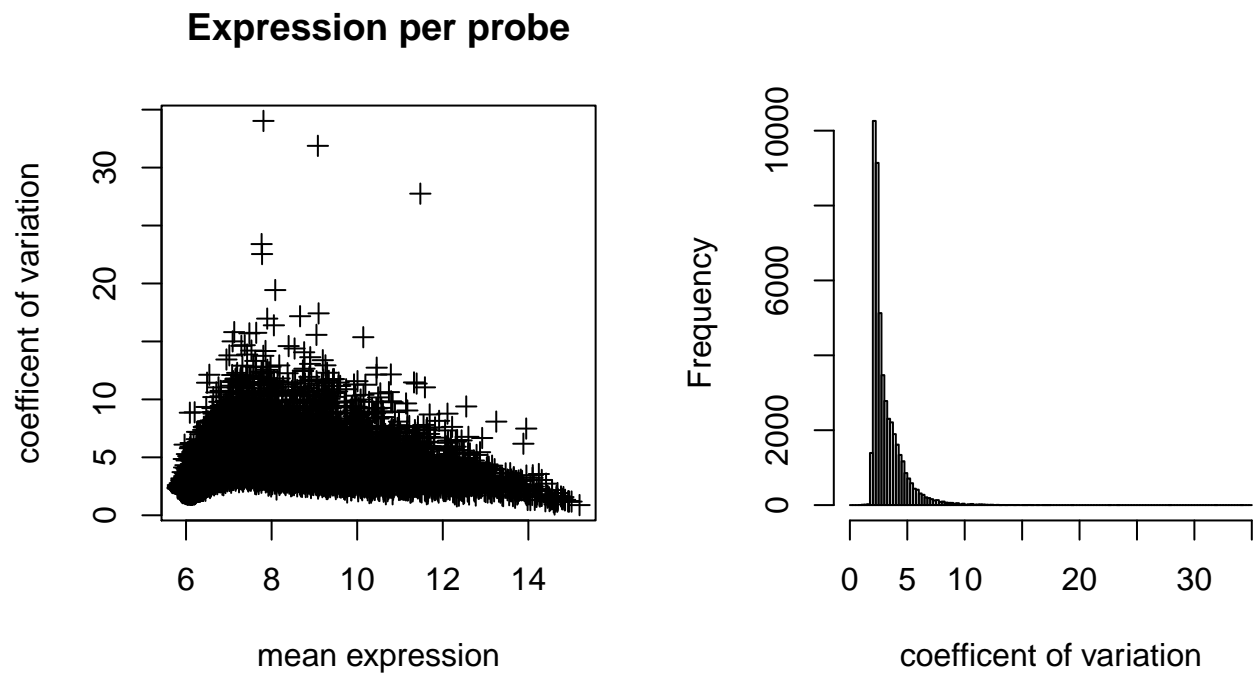 Expression per probe
coefficent of variation
0 5 10 20 30
6 8 10 12 14
mean expression
Frequency
0 2000 6000 10000
0 5 10 20 30
coefficent of variation